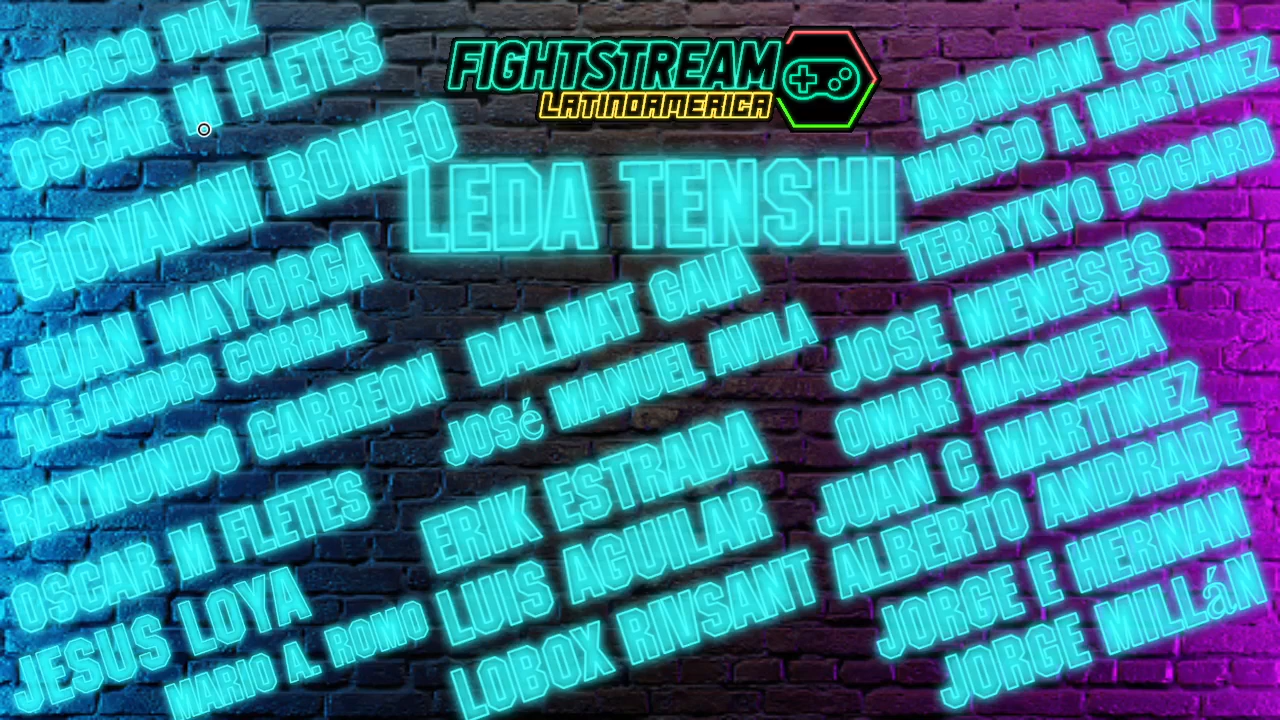 FIGHTSTREAM
LATINOAMERICA
LEDA TENSHI
MARCO DIAZ
OSCAR M FLETES
GIOVANNI ROMEO
JUAN MAYORGA
ALEJANDRO CORRAL
RAYMUNDO CARREON
OSCAR M FLETES
JESUS LOYA
MARIO A. ROMO
DALMAT GAIA
JOSé MANUEL AVILA
ERIK ESTRADA
LUIS AGUILAR
LOBOX RIVSANT
ABINOAM GOKY
MARCO A MARTINEZ
TERRYKYO BOGARD
JOSE MENESES
OMAR MAQUEDA
JUAN C MARTINEZ
ALBERTO ANDRADE
JORGE E HERNAN
JORGE MILLáN